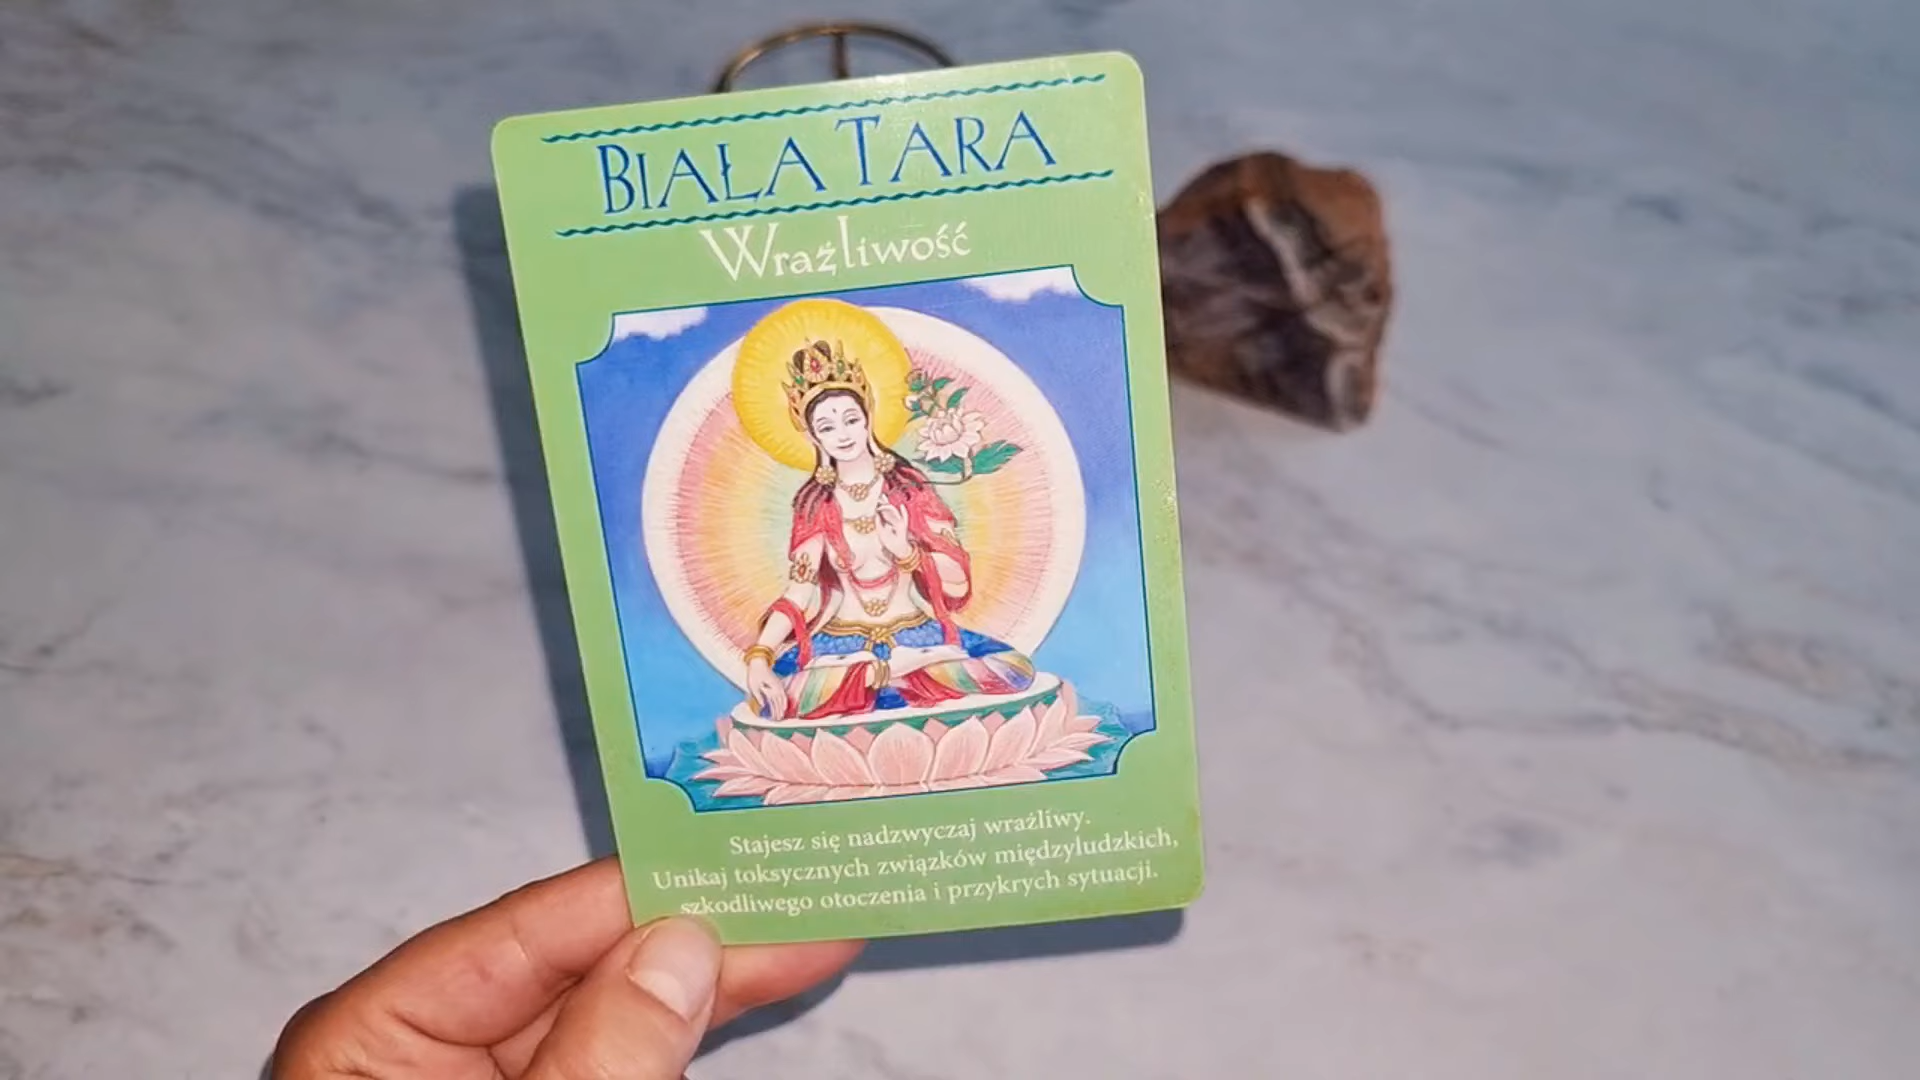 BIAŁA TARA
Wrażliwość
Stajesz się nadzwyczaj wrażliwy.
Unikaj toksycznych związków międzyludzkich,
szkodliwego otoczenia i przykrych sytuacji.